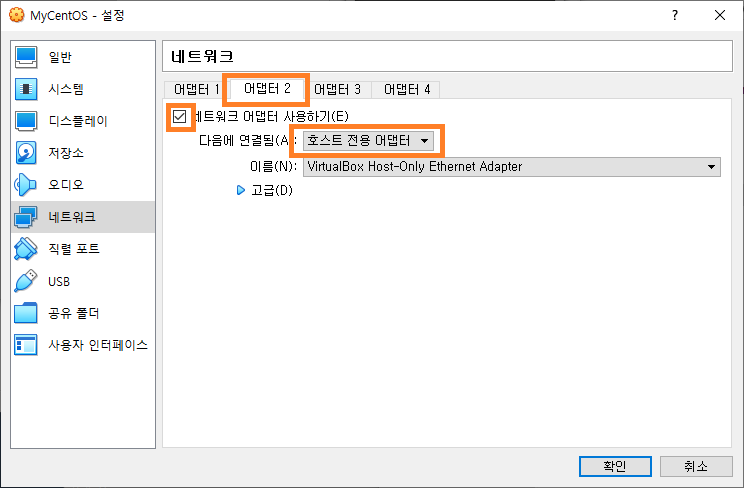 MyCentOS - 설정
?
일반
시스템
디스플레이
저장소
오디오
네트워크
직렬 포트
USB
공유 폴더
사용자 인터페이스
네트워크
어댑터 1 어댑터 2 어댑터 3 어댑터 4
네트워크 어댑터 사용하기(E)
다음에 연결됨(A): 호스트 전용 어댑터
이름(N): VirtualBox Host-Only Ethernet Adapter
고급(D)
확인 취소